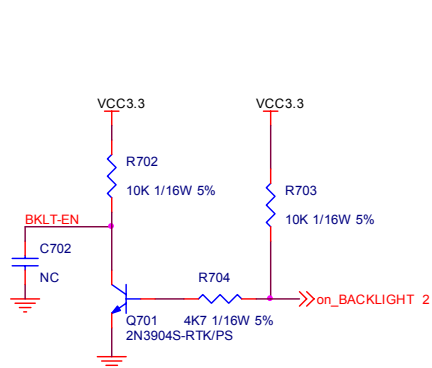 VCC3.3
VCC3.3
R702
10K 1/16W 5%
R703
10K 1/16W 5%
BKLT-EN
C702
NC
R704
4K7 1/16W 5%
on_BACKLIGHT 2
Q701
2N3904S-RTK/PS